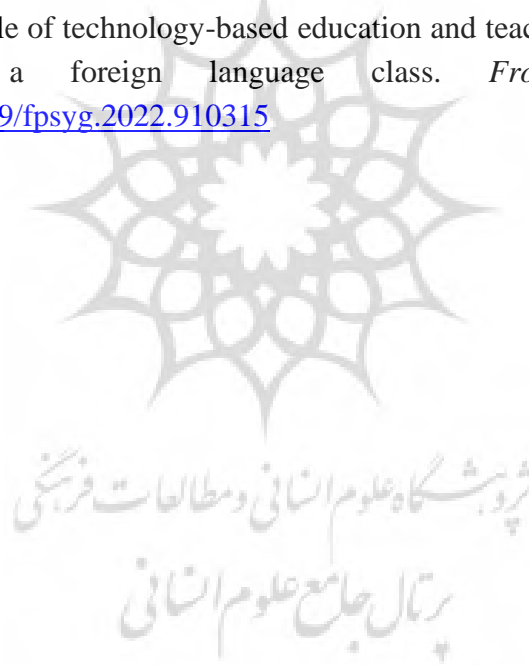 le of technology-based education and teac
a foreign language class. Fro
9/fpsyg.2022.910315
پژوهشگاه علوم انسانی و مطالعات فرهنگی
پرتال جامع علوم انسانی